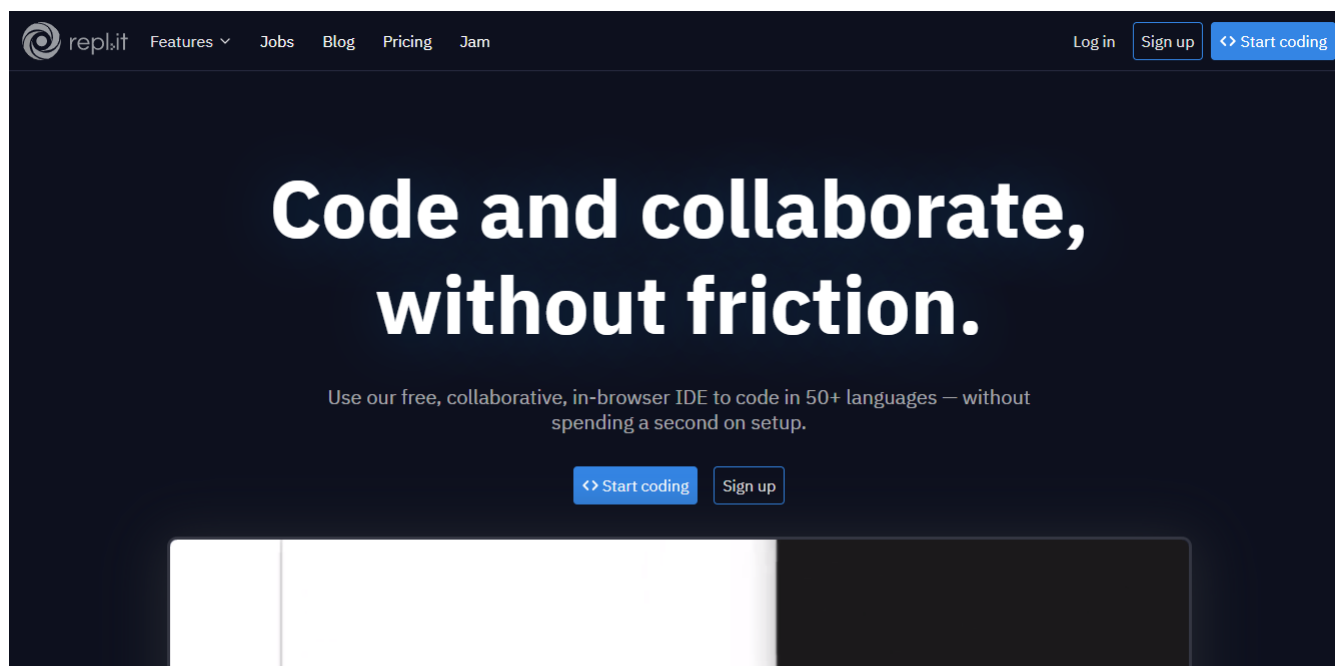 repl.it Features Jobs Blog Pricing Jam Log in Sign up <> Start coding
Code and collaborate,
without friction.
Use our free, collaborative, in-browser IDE to code in 50+ languages — without
spending a second on setup.
<> Start coding Sign up